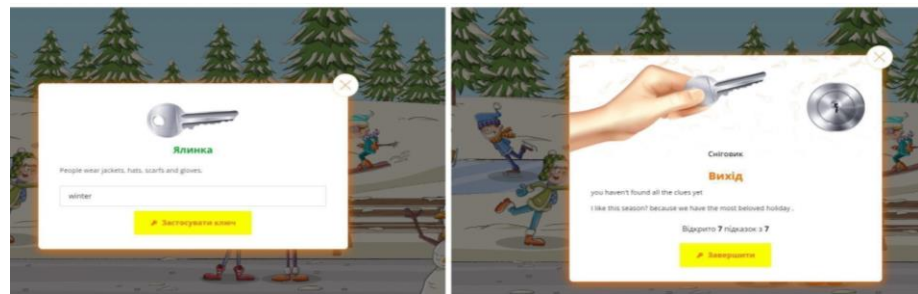 Ялинка
People wear jackets, hats, scarfs and gloves.
winter
Застосувати ключ
Сніговик
Вихід
you haven't found all the clues yet
I like this season? because we have the most beloved holiday .
Відкрито 7 підказок з 7
Завершити